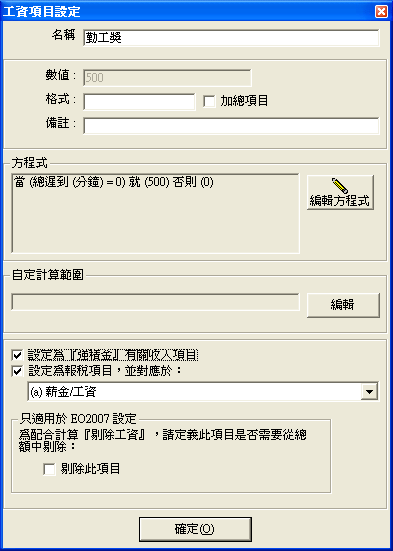 工資項目設定
名稱 勤工獎
數值： 500
格式： 加總項目
備註：
方程式
當 (總遲到 (分鐘) = 0) 就 (500) 否則 (0)
編輯方程式
自定計算範圍
編輯
設定為『強積金』有關收入項目
設定為報稅項目，並對應於：
(a) 薪金/工資
只適用於 EO2007 設定
為配合計算『剔除工資』，請定義此項目是否需要從總
額中剔除：
剔除此項目
確定(O)